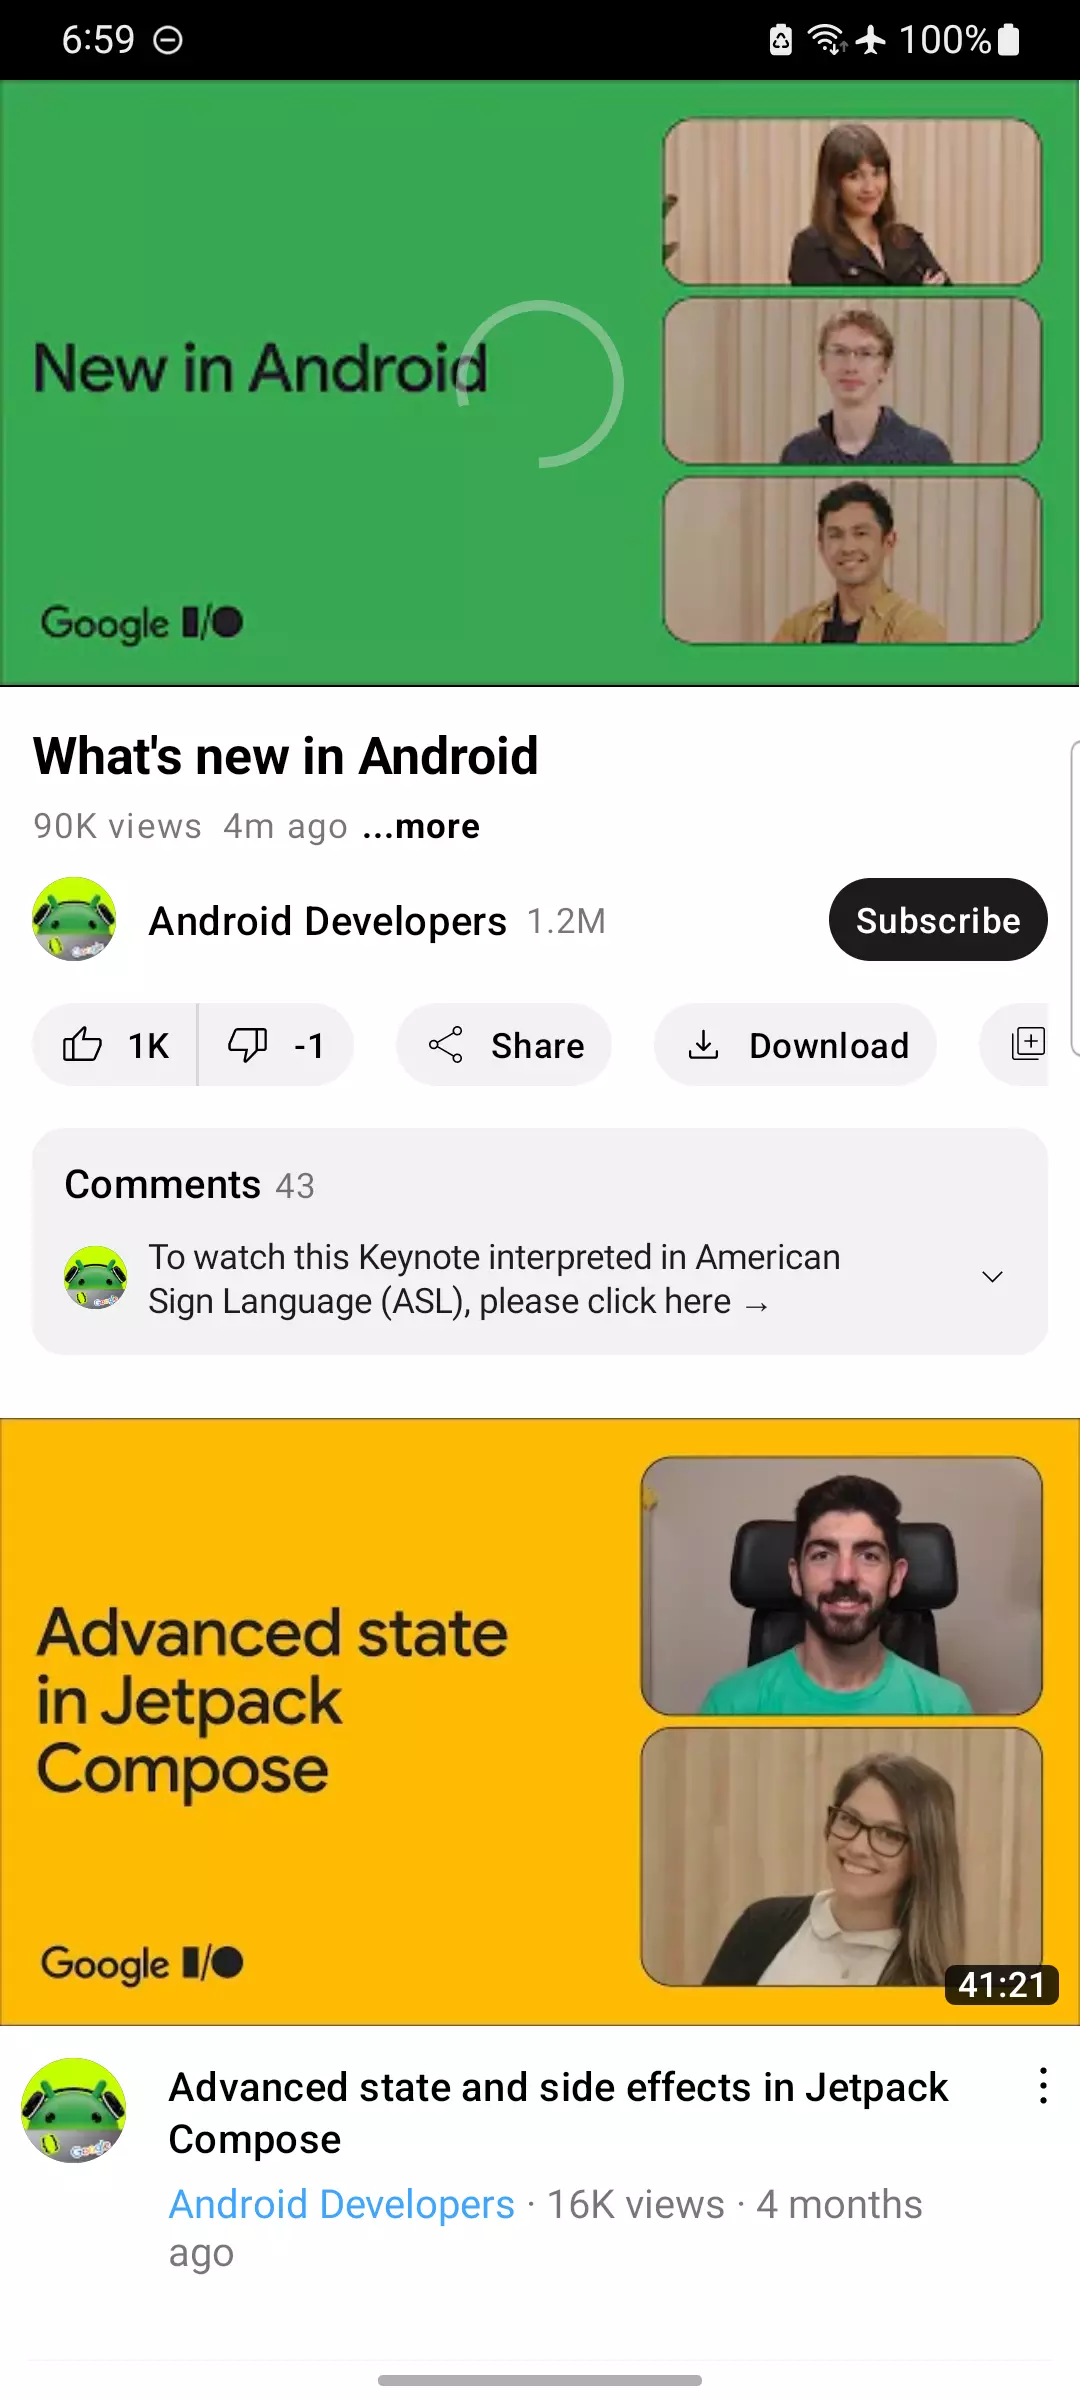 6:59 100%
New in Android
Google I/O
What's new in Android
90K views 4m ago ...more
Android Developers 1.2M Subscribe
1K -1 Share Download
Comments 43
To watch this Keynote interpreted in American
Sign Language (ASL), please click here →
Advanced state
in Jetpack
Compose
Google I/O
41:21
Advanced state and side effects in Jetpack
Compose
Android Developers · 16K views · 4 months
ago